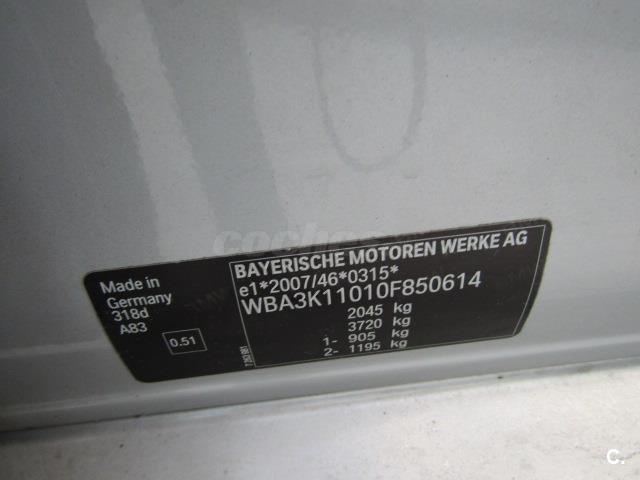 coches
BAYERISCHE MOTOREN WERKE AG
e1*2007/46*0315*
WBA3K11010F850614
2045 kg
3720 kg
1- 905 kg
2- 1195 kg
Made in
Germany
318d
A83
0.51
C.